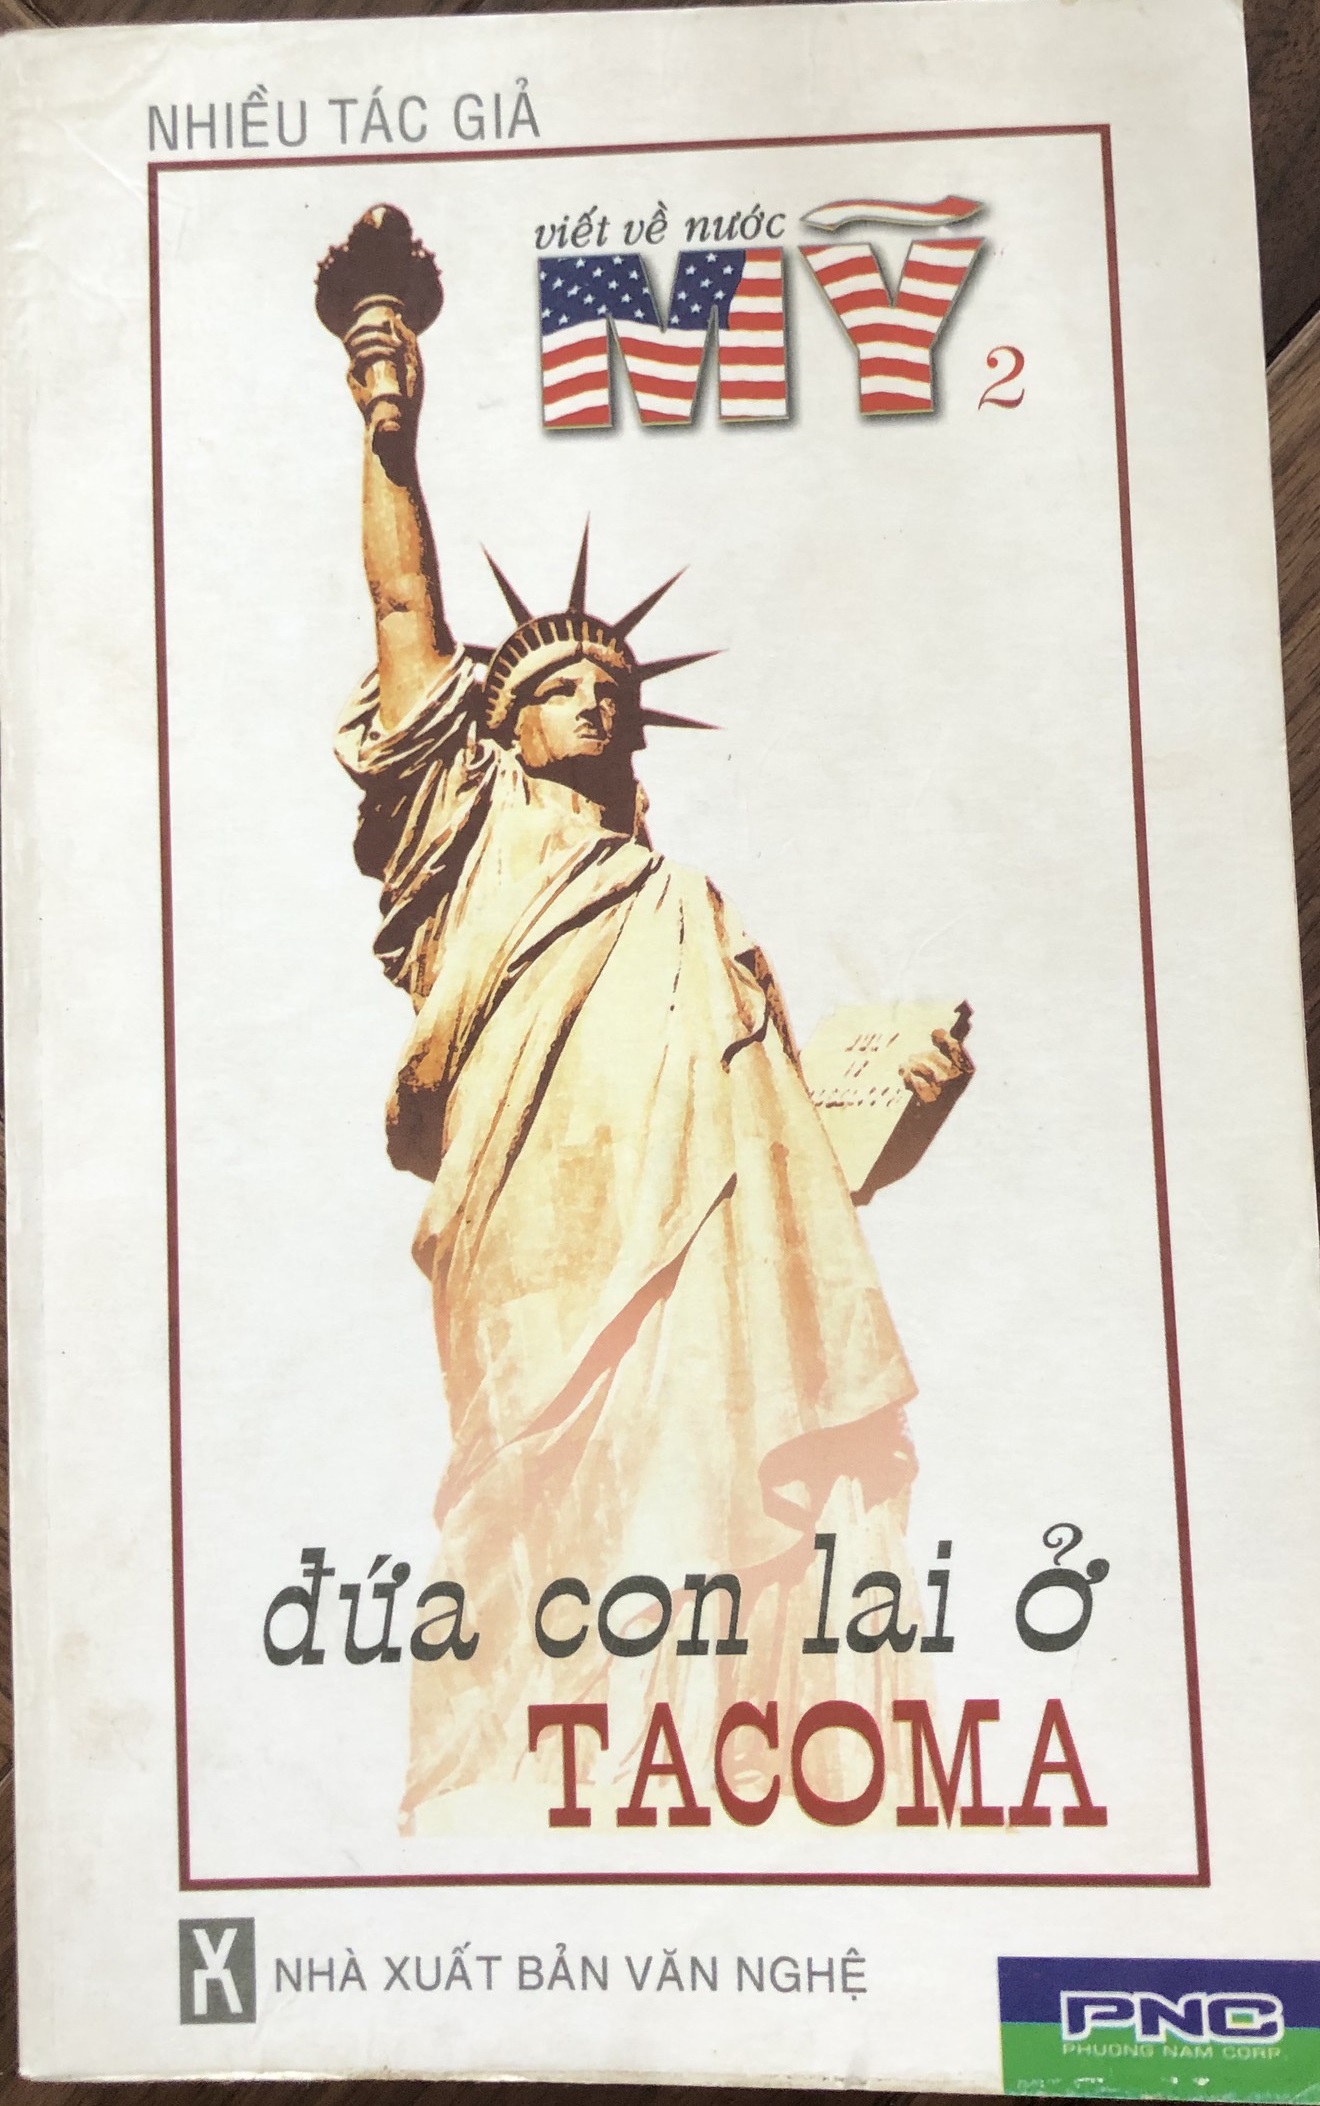 NHIỀU TÁC GIẢ
viết về nước
MỸ 2
đứa con lai ở
TACOMA
NHÀ XUẤT BẢN VĂN NGHỆ
PNC
PHUONG NAM CORP.